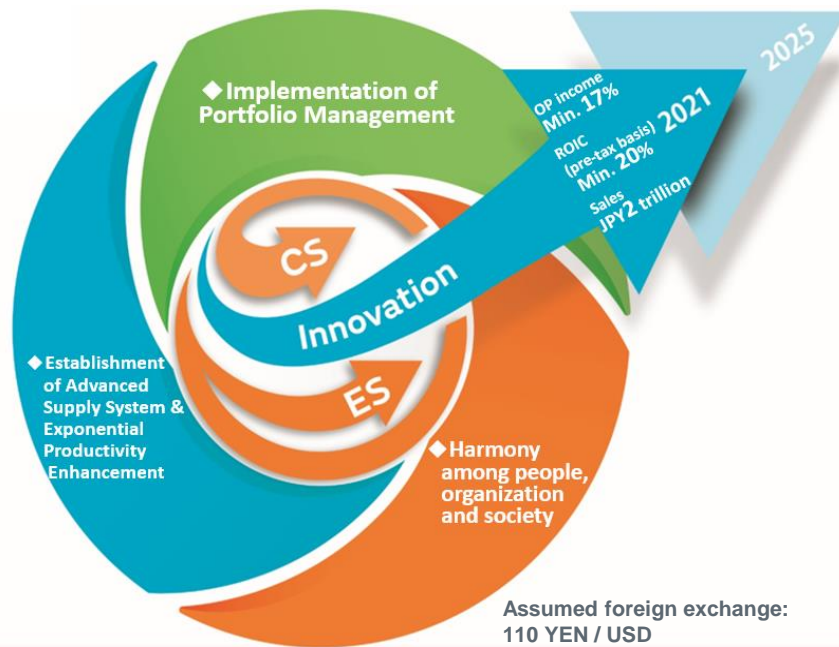 ◆Implementation of
Portfolio Management
OP income
Min. 17%
ROIC
(pre-tax basis)
Min. 20%
Sales
JPY2 trillion
2021
2025
CS
Innovation
ES
◆Establishment
of Advanced
Supply System &
Exponential
Productivity
Enhancement
◆Harmony
among people,
organization
and society
Assumed foreign exchange:
110 YEN / USD